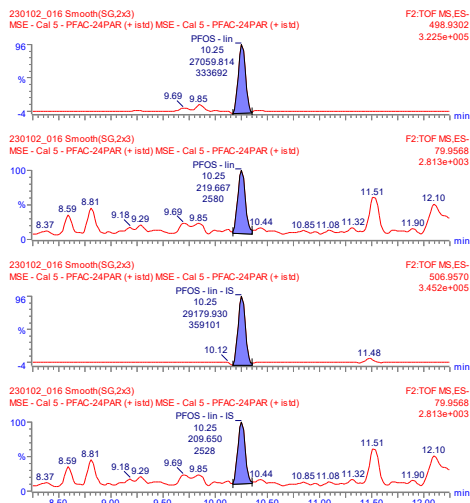 230102_016 Smooth(SG,2x3) F2:TOF MS,ES-
MSE - Cal 5 - PFAC-24PAR (+ istd) MSE - Cal 5 - PFAC-24PAR (+ istd) 498.9302
3.225e+005
PFOS - lin
10.25
27059.814
333692
96
%
-4
9.69 9.85
min
230102_016 Smooth(SG,2x3) F2:TOF MS,ES-
MSE - Cal 5 - PFAC-24PAR (+ istd) MSE - Cal 5 - PFAC-24PAR (+ istd) 79.9568
2.813e+003
PFOS - lin
10.25
219.667
2580
100
%
0
8.37 8.59 8.81 9.18 9.29 9.69 9.85 10.44 10.85 11.08 11.32 11.51 11.90 12.10
min
230102_016 Smooth(SG,2x3) F2:TOF MS,ES-
MSE - Cal 5 - PFAC-24PAR (+ istd) MSE - Cal 5 - PFAC-24PAR (+ istd) 506.9570
3.452e+005
PFOS - lin - IS
10.25
29179.930
359101
96
%
-4
10.12 11.48
min
230102_016 Smooth(SG,2x3) F2:TOF MS,ES-
MSE - Cal 5 - PFAC-24PAR (+ istd) MSE - Cal 5 - PFAC-24PAR (+ istd) 79.9568
2.813e+003
PFOS - lin - IS
10.25
209.650
2528
100
%
0
8.37 8.59 8.81 9.18 9.29 9.69 9.85 10.44 10.85 11.08 11.32 11.51 11.90 12.10
min